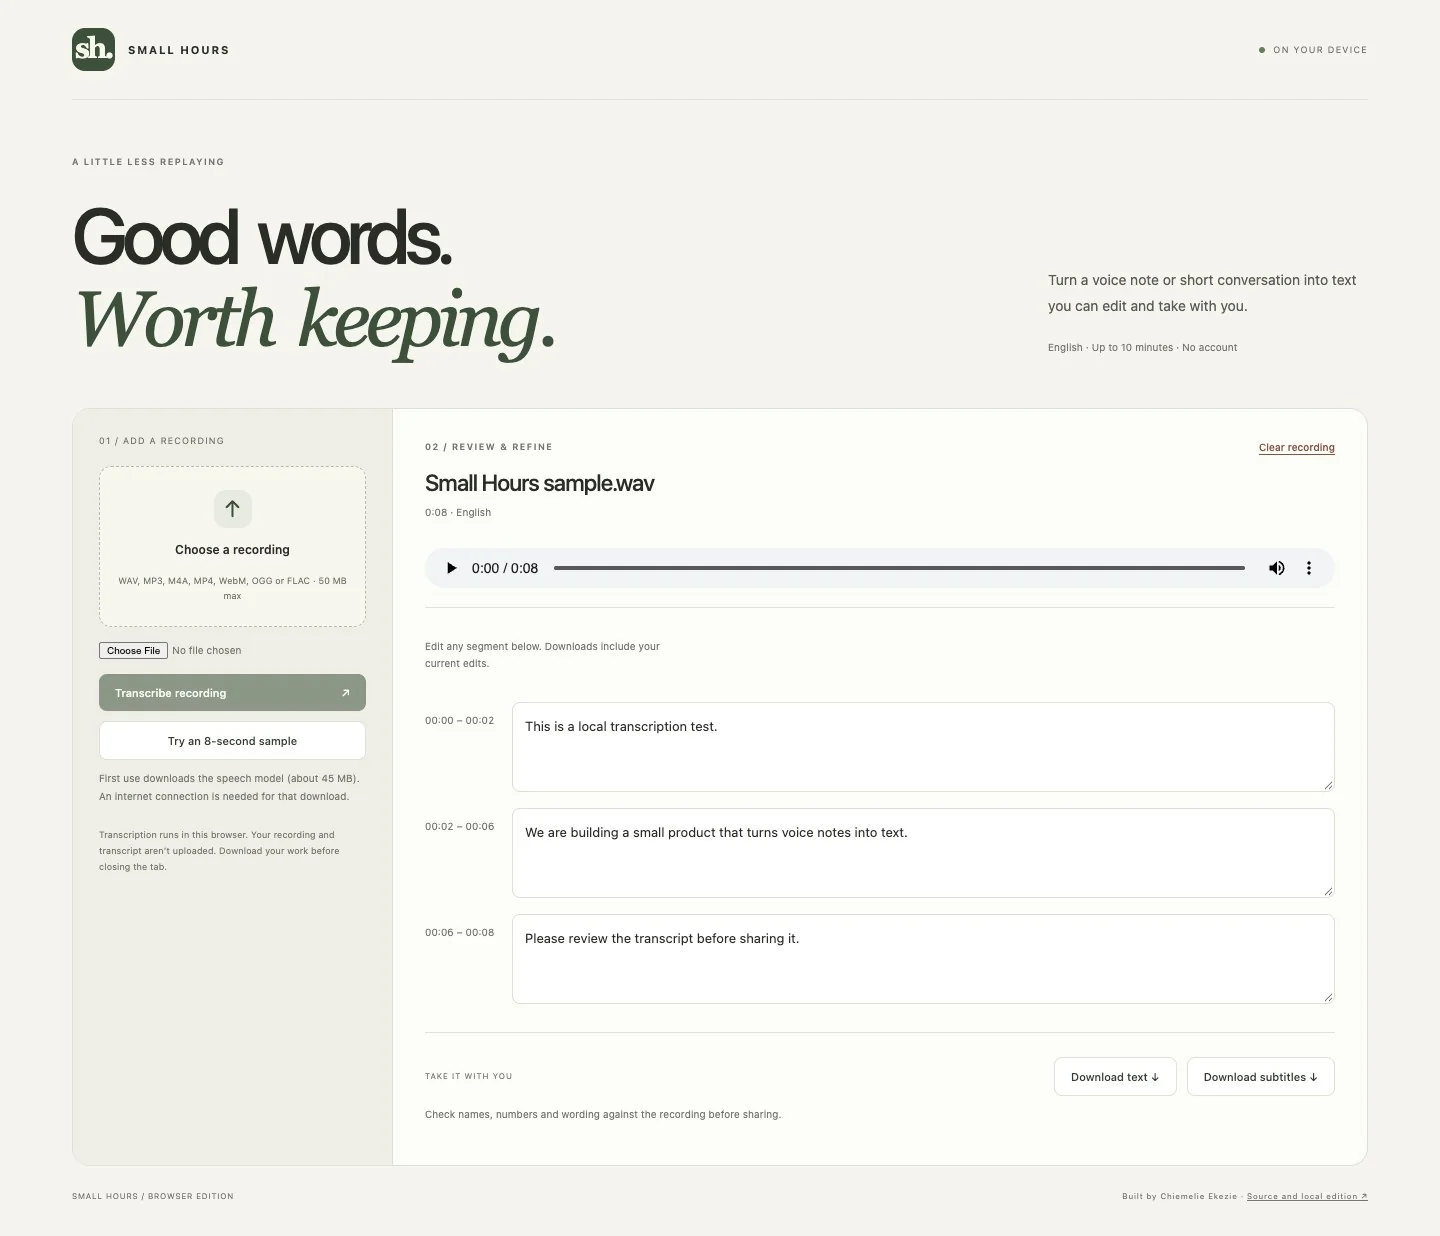 sh.
SMALL HOURS
ON YOUR DEVICE
A LITTLE LESS REPLAYING
Good words.
Worth keeping.
Turn a voice note or short conversation into text
you can edit and take with you.
English · Up to 10 minutes · No account
01 / ADD A RECORDING
Choose a recording
WAV, MP3, M4A, MP4, WebM, OGG or FLAC · 50 MB
max
Choose File No file chosen
Transcribe recording ↗
Try an 8-second sample
First use downloads the speech model (about 45 MB).
An internet connection is needed for that download.
Transcription runs in this browser. Your recording and
transcript aren't uploaded. Download your work before
closing the tab.
02 / REVIEW & REFINE
Clear recording
Small Hours sample.wav
0:08 · English
0:00 / 0:08
Edit any segment below. Downloads include your
current edits.
00:00 – 00:02
This is a local transcription test.
00:02 – 00:06
We are building a small product that turns voice notes into text.
00:06 – 00:08
Please review the transcript before sharing it.
TAKE IT WITH YOU
Download text ↓
Download subtitles ↓
Check names, numbers and wording against the recording before sharing.
SMALL HOURS / BROWSER EDITION
Built by Chiemelie Ekezie · Source and local edition ↗